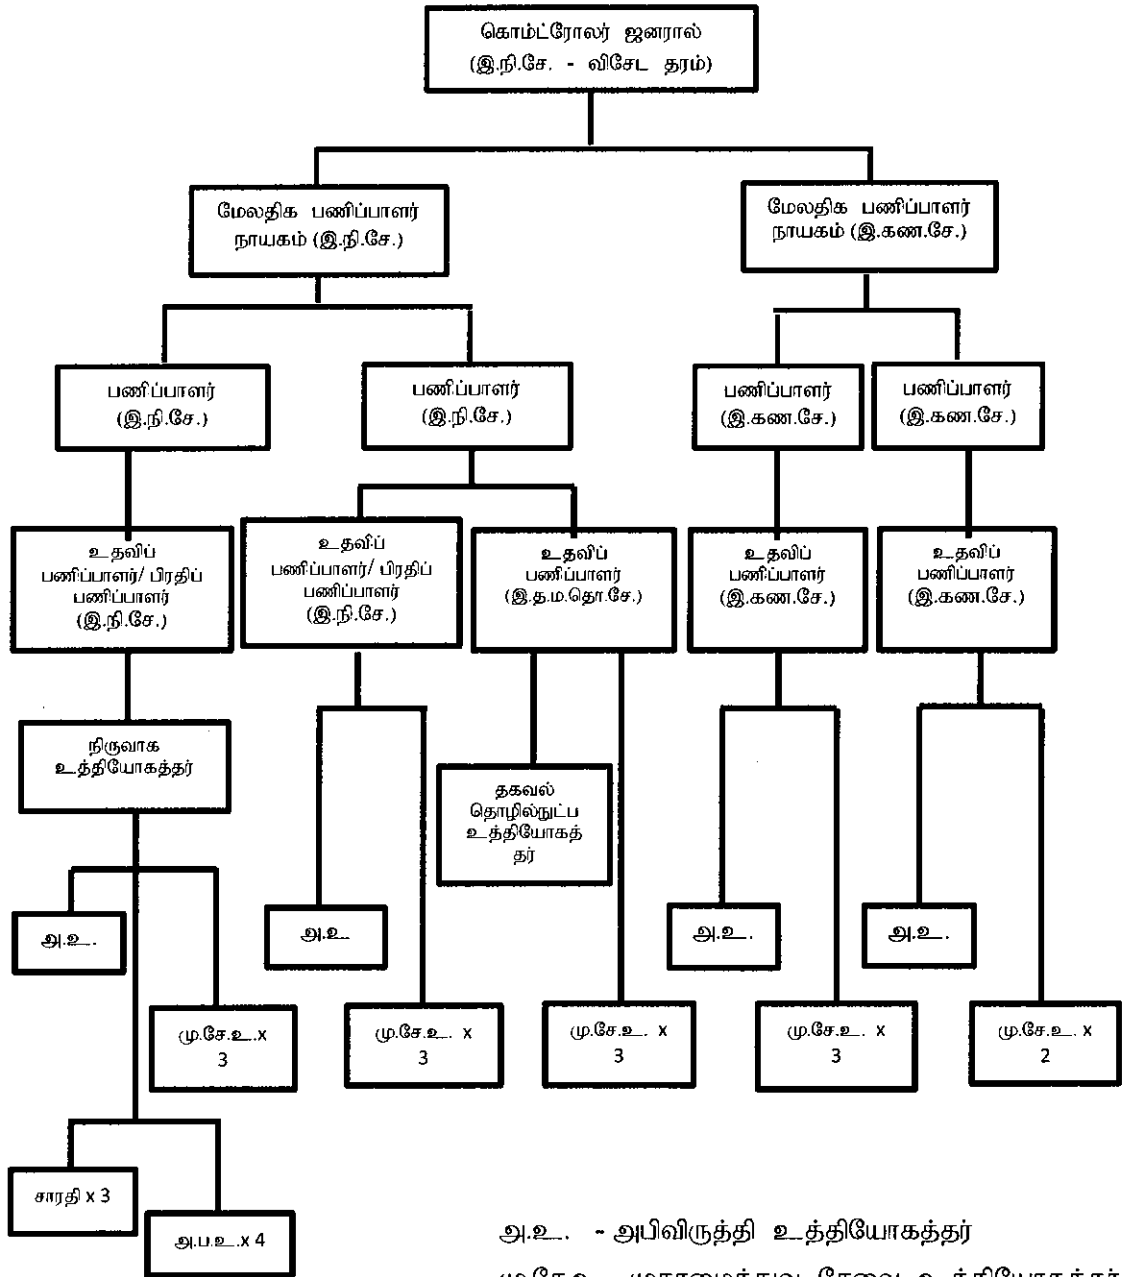 கொம்ட்ரோலர் ஜனரால்
(இ.நி.சே. - விசேட தரம்)
மேலதிக பணிப்பாளர்
நாயகம் (இ.நி.சே.)
மேலதிக பணிப்பாளர்
நாயகம் (இ.கண.சே.)
பணிப்பாளர்
(இ.நி.சே.)
பணிப்பாளர்
(இ.நி.சே.)
பணிப்பாளர்
(இ.கண.சே.)
பணிப்பாளர்
(இ.கண.சே.)
உதவிப்
பணிப்பாளர்/ பிரதிப்
பணிப்பாளர்
(இ.நி.சே.)
உதவிப்
பணிப்பாளர்/ பிரதிப்
பணிப்பாளர்
(இ.நி.சே.)
உதவிப்
பணிப்பாளர்
(இ.த.ம.தொ.சே.)
உதவிப்
பணிப்பாளர்
(இ.கண.சே.)
உதவிப்
பணிப்பாளர்
(இ.கண.சே.)
நிருவாக
உத்தியோகத்தர்
தகவல்
தொழில்நுட்ப
உத்தியோகத்
தர்
அ.உ.
அ.உ.
அ.உ.
அ.உ.
மு.சே.உ.x
3
மு.சே.உ. x
3
மு.சே.உ. x
3
மு.சே.உ. x
3
மு.சே.உ. x
2
சாரதி x 3
அ.ப.உ.x 4
அ.உ. - அபிவிருத்தி உத்தியோகத்தர்